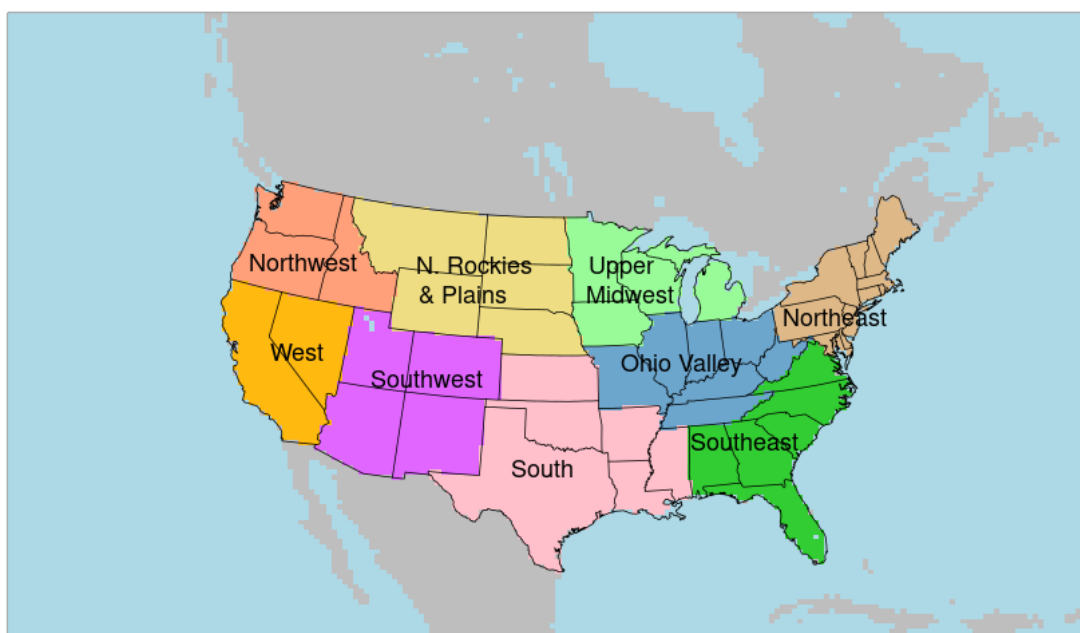 Northwest
N. Rockies
& Plains
Upper
Midwest
Northeast
West
Southwest
Ohio Valley
South
Southeast